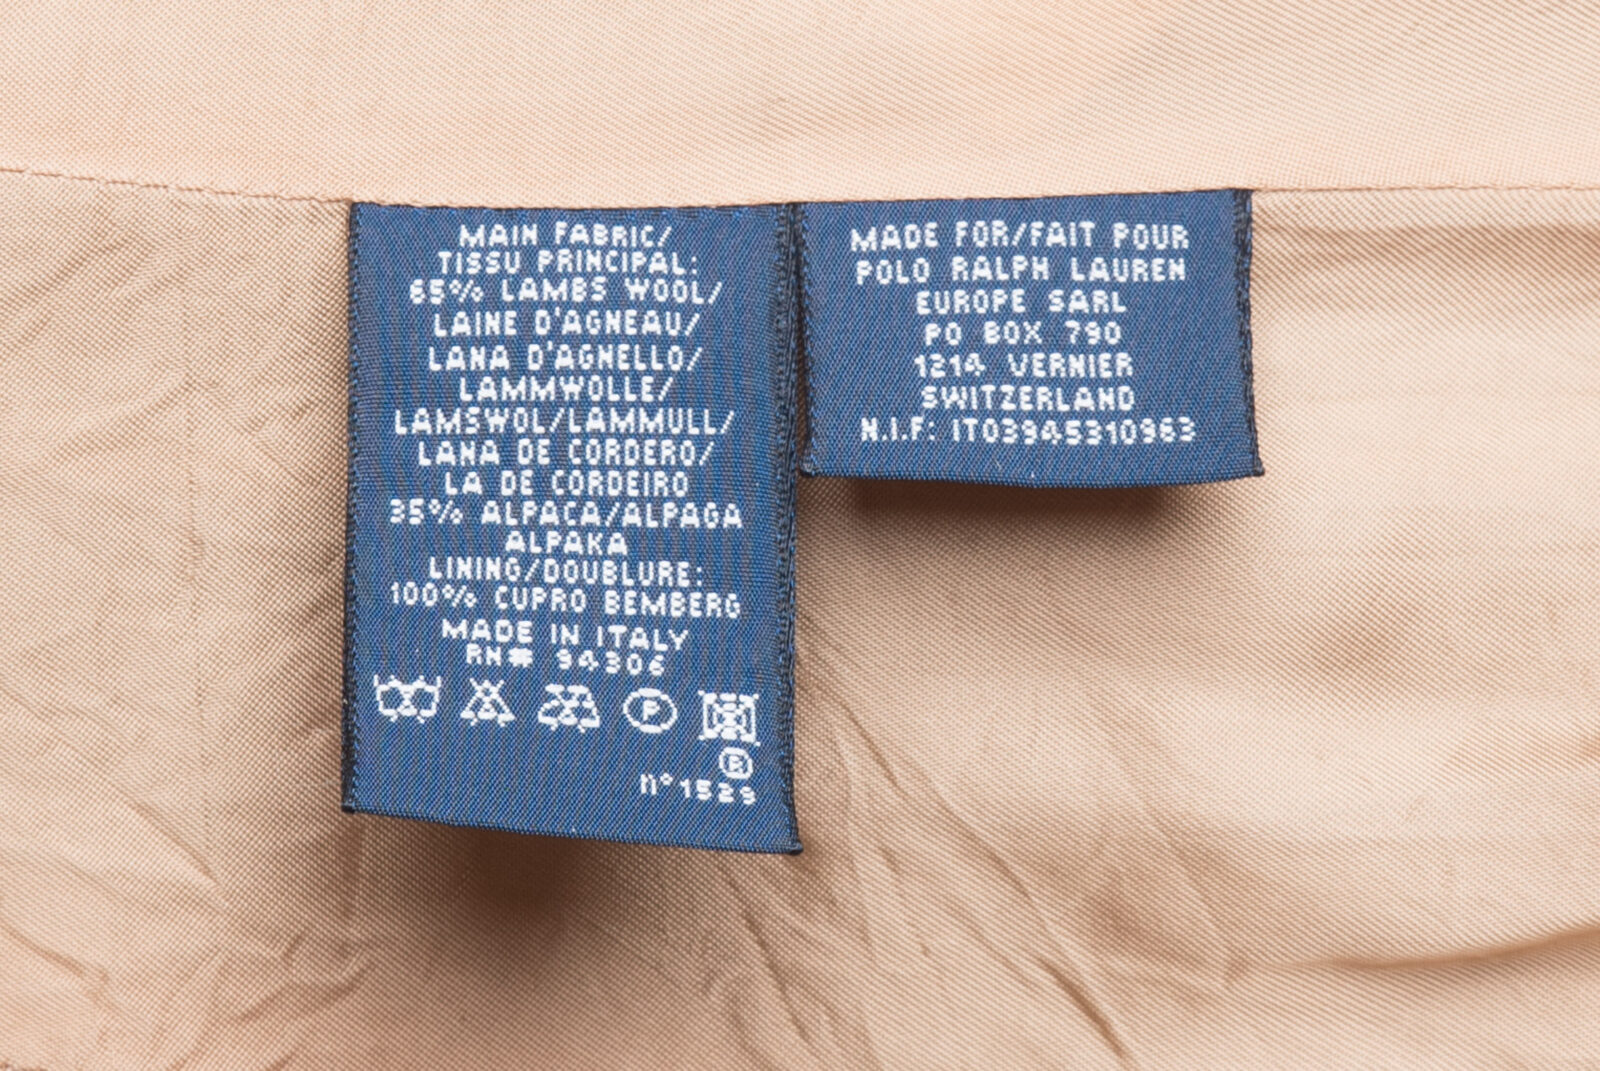 MAIN FABRIC/
TISSU PRINCIPAL:
65% LAMBS WOOL/
LAINE D'AGNEAU/
LANA D'AGNELLO/
LAMMWOLLE/
LAMSWOL/LAMMULL/
LANA DE CORDERO/
LA DE CORDEIRO
35% ALPACA/ALPAGA
ALPAKA
LINING/DOUBLURE:
100% CUPRO BEMBERG
MADE IN ITALY
RN# 94306
P
R
n°1529
MADE FOR/FAIT POUR
POLO RALPH LAUREN
EUROPE SARL
PO BOX 790
1214 VERNIER
SWITZERLAND
N.I.F: IT03945310963